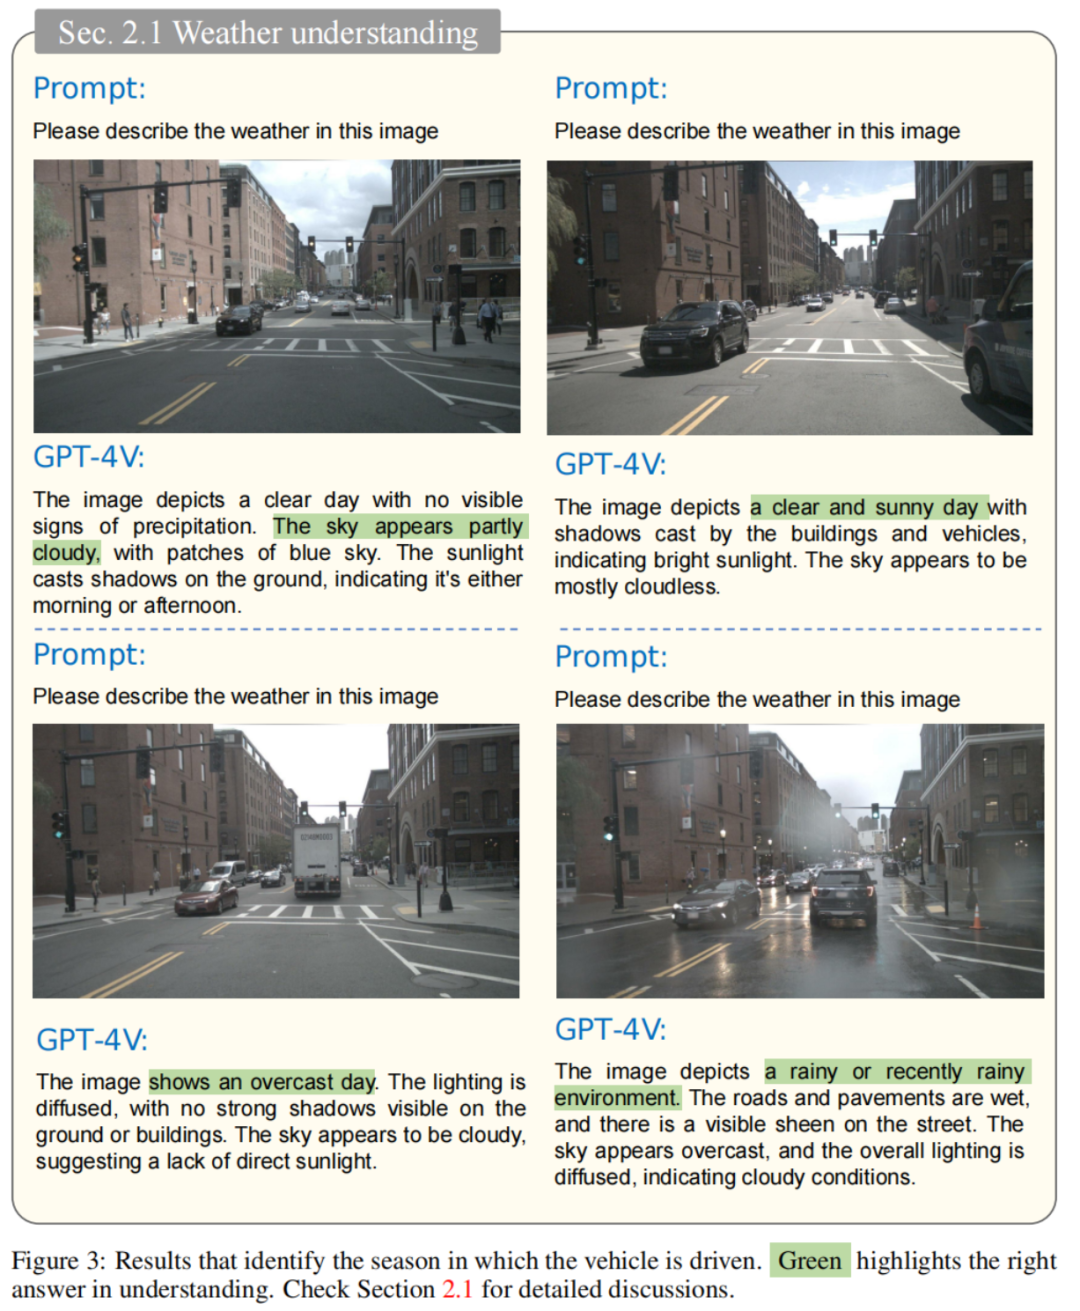 Sec. 2.1 Weather understanding
Prompt:
Please describe the weather in this image
GPT-4V:
The image depicts a clear day with no visible
signs of precipitation. The sky appears partly
cloudy, with patches of blue sky. The sunlight
casts shadows on the ground, indicating it's either
morning or afternoon.
Prompt:
Please describe the weather in this image
GPT-4V:
The image depicts a clear and sunny day with
shadows cast by the buildings and vehicles,
indicating bright sunlight. The sky appears to be
mostly cloudless.
Prompt:
Please describe the weather in this image
GPT-4V:
The image shows an overcast day. The lighting is
diffused, with no strong shadows visible on the
ground or buildings. The sky appears to be cloudy,
suggesting a lack of direct sunlight.
Prompt:
Please describe the weather in this image
GPT-4V:
The image depicts a rainy or recently rainy
environment. The roads and pavements are wet,
and there is a visible sheen on the street. The
sky appears overcast, and the overall lighting is
diffused, indicating cloudy conditions.
Figure 3: Results that identify the season in which the vehicle is driven. Green highlights the right
answer in understanding. Check Section 2.1 for detailed discussions.